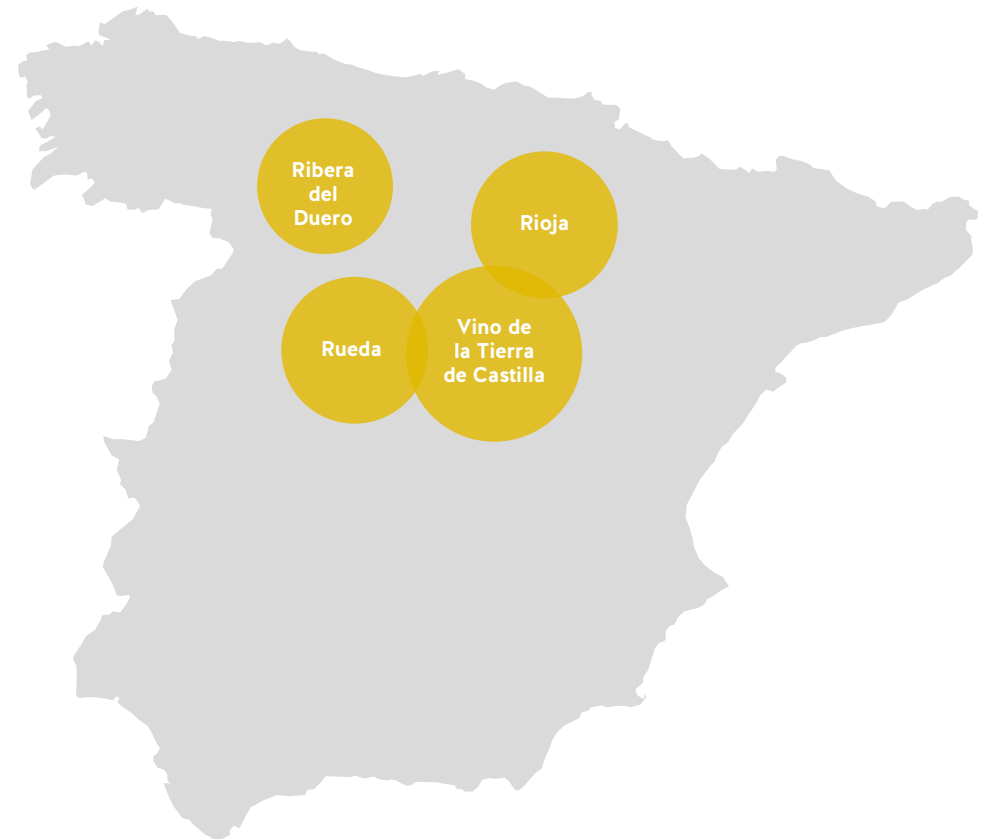 Ribera
del
Duero
Rioja
Rueda
Vino de
la Tierra
de Castilla